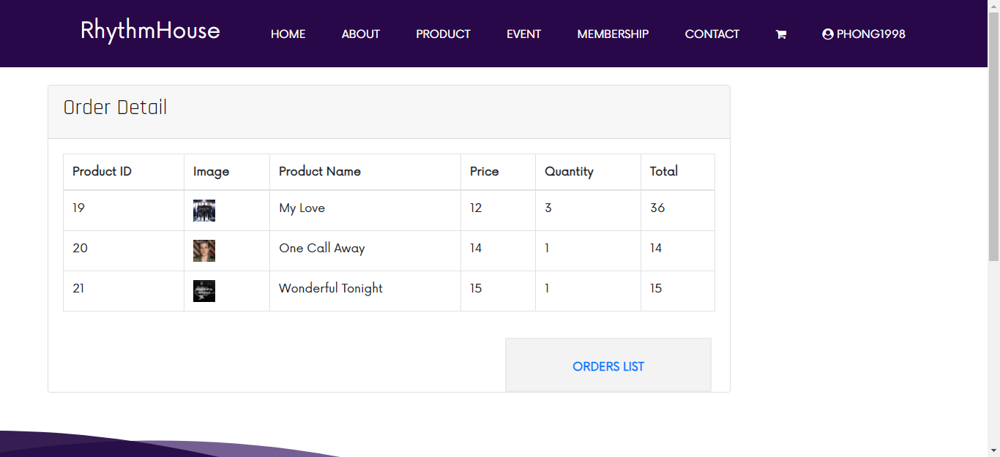 RhythmHouse HOME ABOUT PRODUCT EVENT MEMBERSHIP CONTACT PHONG1998
Order Detail
Product ID Image Product Name Price Quantity Total
19 My Love 12 3 36
20 One Call Away 14 1 14
21 Wonderful Tonight 15 1 15
ORDERS LIST